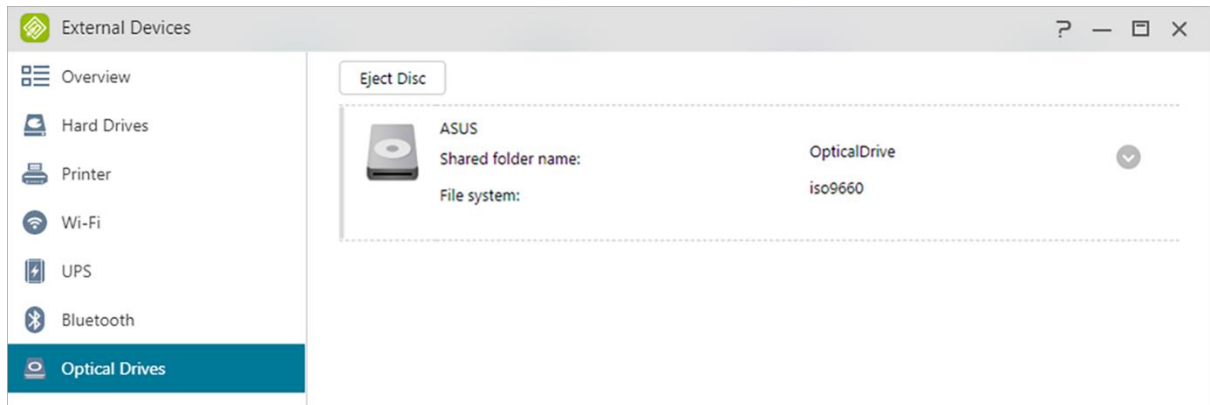 External Devices
Overview
Hard Drives
Printer
Wi-Fi
UPS
Bluetooth
Optical Drives
Eject Disc
ASUS
Shared folder name: OpticalDrive
File system: iso9660